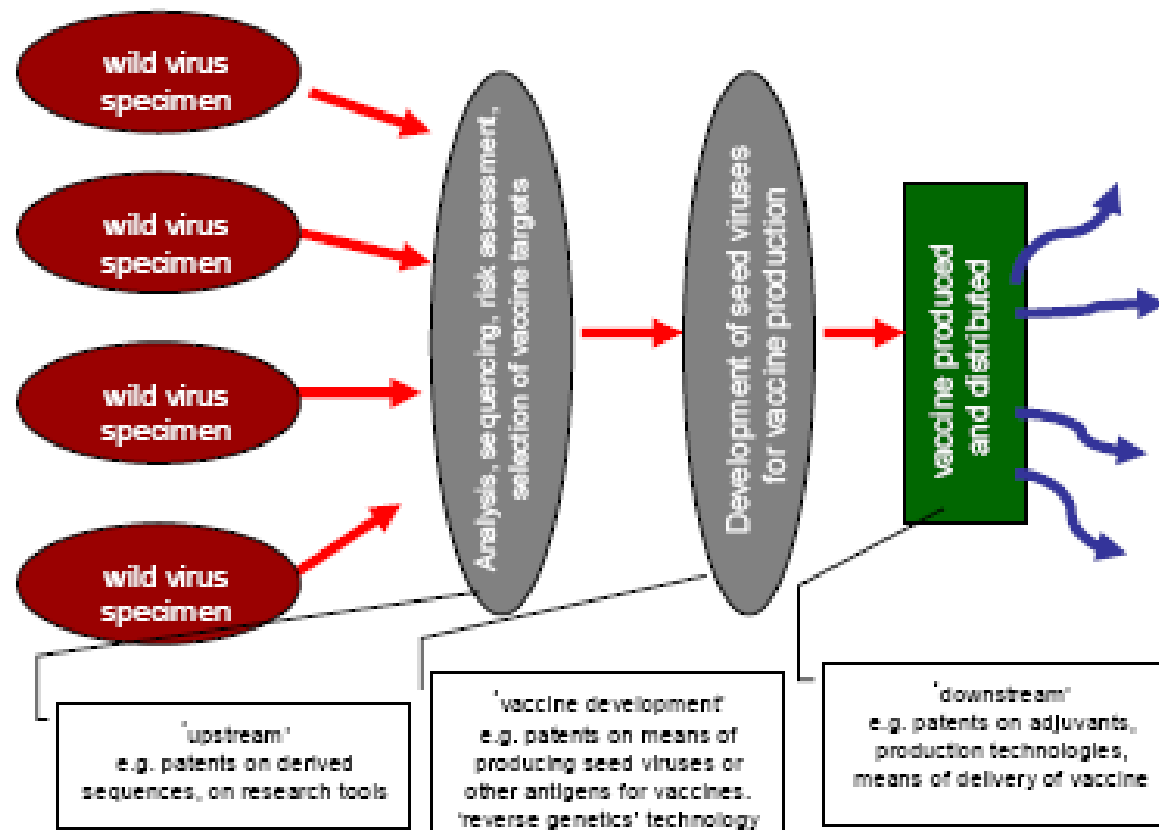 wild virus
specimen
wild virus
specimen
wild virus
specimen
wild virus
specimen
Analysis, sequencing, risk assessment,
selection of vaccine targets
Development of seed viruses
for vaccine production
vaccine produced
and distributed
'upstream'
e.g. patents on derived
sequences, on research tools
'vaccine development'
e.g. patents on means of
producing seed viruses or
other antigens for vaccines.
'reverse genetics' technology
'downstream'
e.g. patents on adjuvants,
production technologies,
means of delivery of vaccine